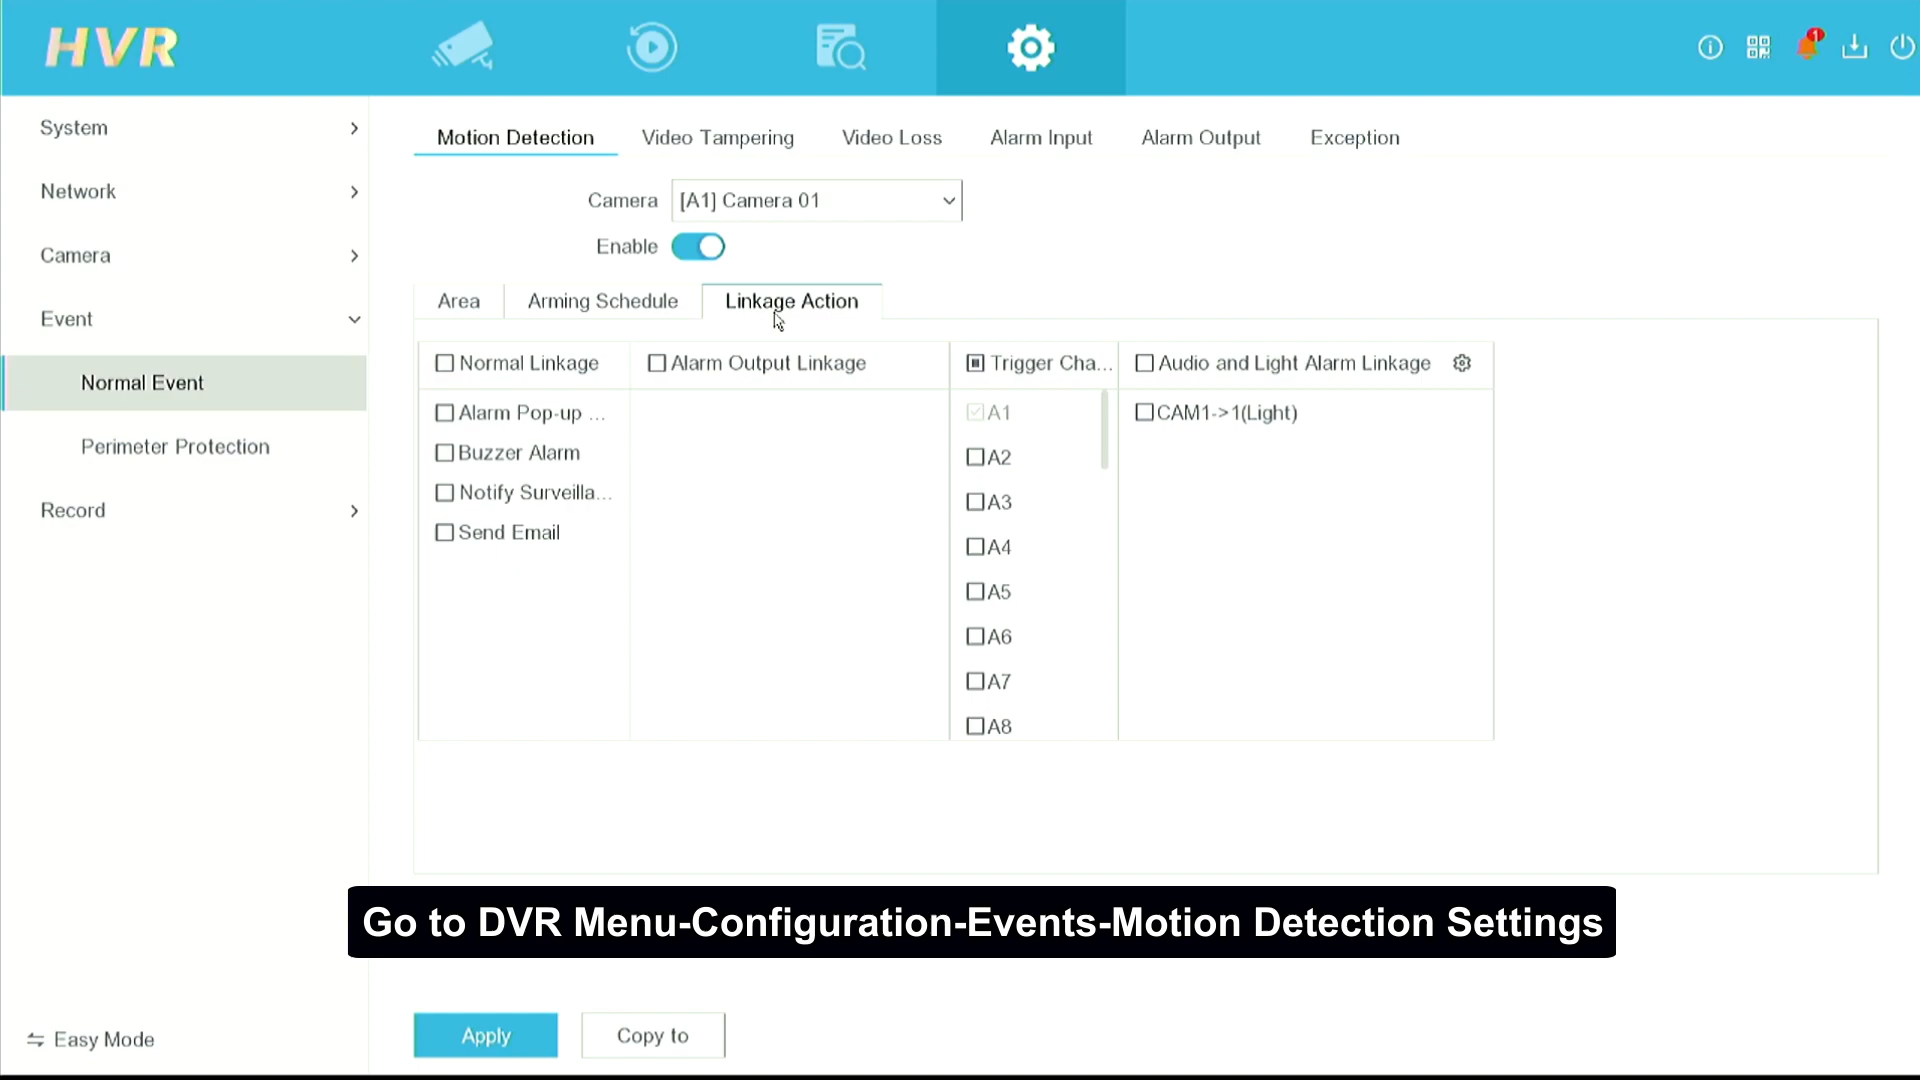 HVR
1
System
Network
Camera
Event
Normal Event
Perimeter Protection
Record
Easy Mode
Motion Detection Video Tampering Video Loss Alarm Input Alarm Output Exception
Camera [A1] Camera 01
Enable
Area Arming Schedule Linkage Action
Normal Linkage Alarm Output Linkage Trigger Cha... Audio and Light Alarm Linkage
Alarm Pop-up ... A1 CAM1->1(Light)
Buzzer Alarm A2
Notify Surveilla... A3
Send Email A4
A5
A6
A7
A8
Go to DVR Menu-Configuration-Events-Motion Detection Settings
Apply Copy to